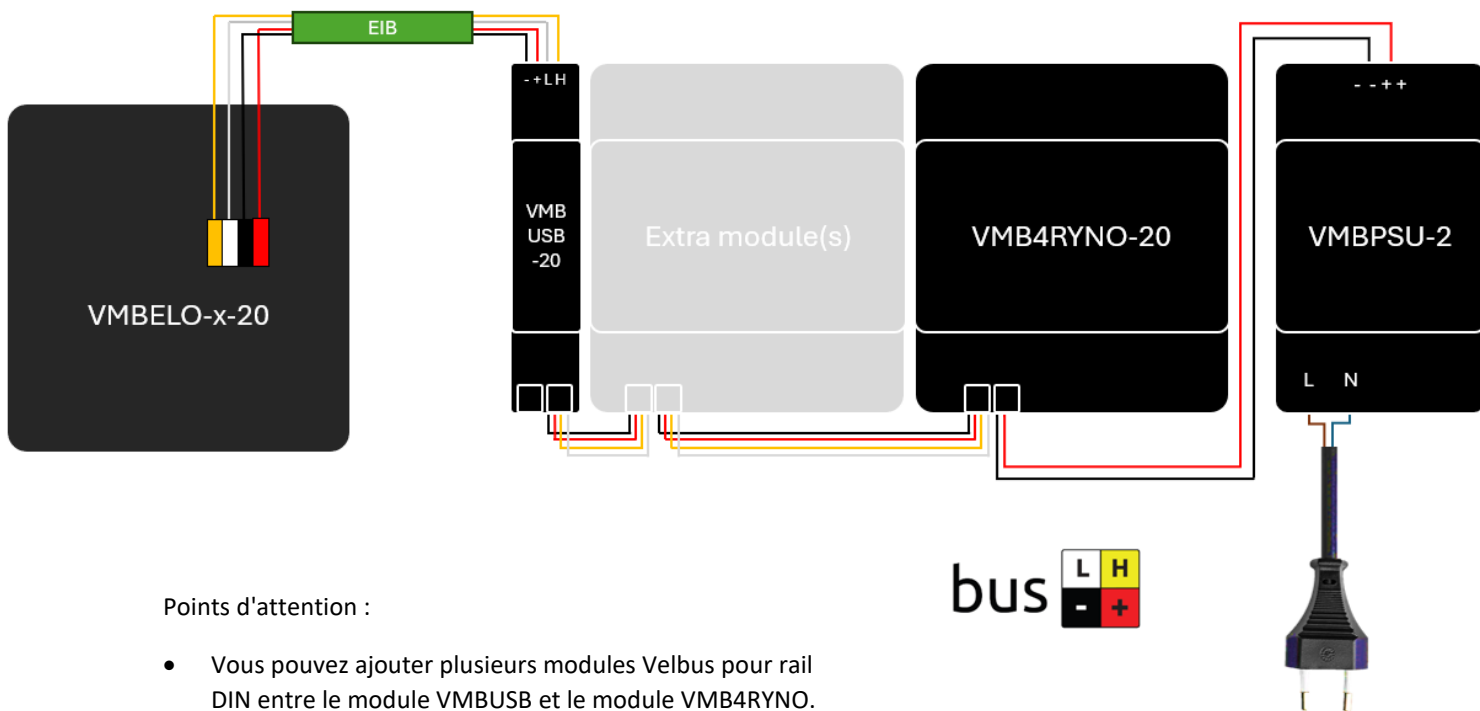 EIB
- + L H
- - + +
VMB
USB
-20
Extra module(s)
VMB4RYNO-20
VMBPSU-2
VMBELO-x-20
L N
bus L H
- +
Points d'attention :
• Vous pouvez ajouter plusieurs modules Velbus pour rail
DIN entre le module VMBUSB et le module VMB4RYNO.